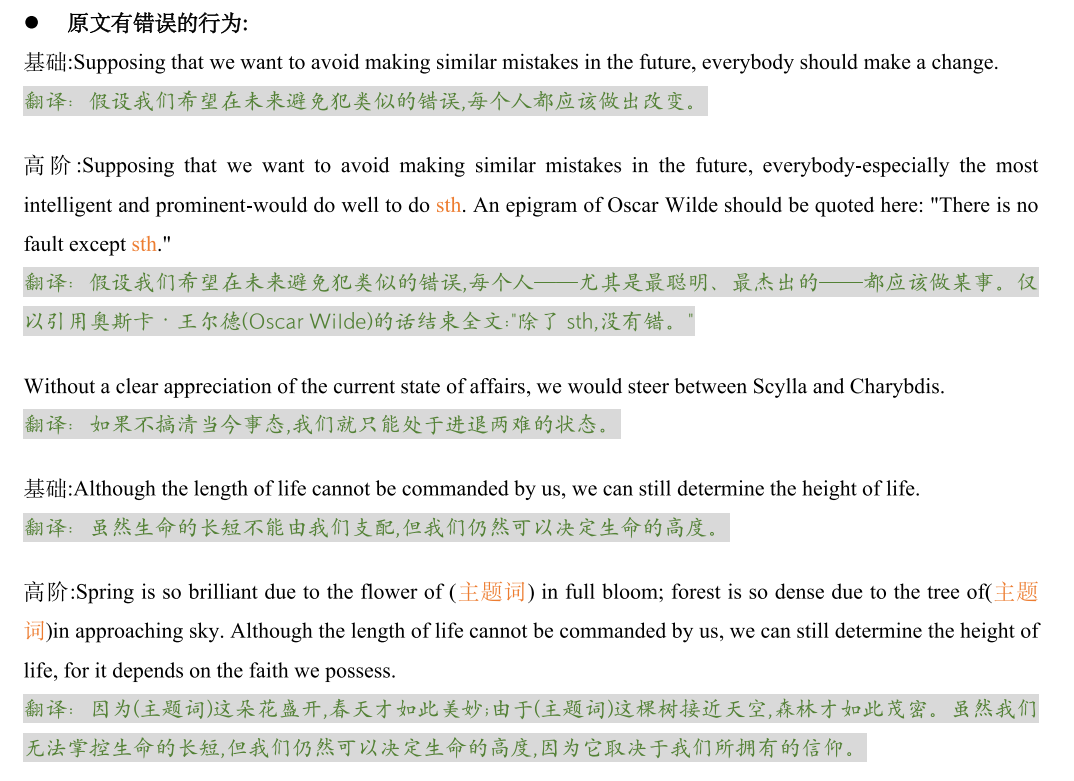 ● 原文有错误的行为:
基础:Supposing that we want to avoid making similar mistakes in the future, everybody should make a change.
翻译: 假设我们希望在未来避免犯类似的错误,每个人都应该做出改变。
高阶:Supposing that we want to avoid making similar mistakes in the future, everybody-especially the most
intelligent and prominent-would do well to do sth. An epigram of Oscar Wilde should be quoted here: "There is no
fault except sth."
翻译: 假设我们希望在未来避免犯类似的错误,每个人——尤其是最聪明、最杰出的——都应该做某事。仅
以引用奥斯卡·王尔德(Oscar Wilde)的话结束全文:"除了 sth,没有错。"
Without a clear appreciation of the current state of affairs, we would steer between Scylla and Charybdis.
翻译: 如果不搞清当今事态,我们就只能处于进退两难的状态。
基础:Although the length of life cannot be commanded by us, we can still determine the height of life.
翻译: 虽然生命的长短不能由我们支配,但我们仍然可以决定生命的高度。
高阶:Spring is so brilliant due to the flower of (主题词) in full bloom; forest is so dense due to the tree of(主题
词)in approaching sky. Although the length of life cannot be commanded by us, we can still determine the height of
life, for it depends on the faith we possess.
翻译: 因为(主题词)这朵花盛开,春天才如此美妙;由于(主题词)这棵树接近天空,森林才如此茂密。虽然我们
无法掌控生命的长短,但我们仍然可以决定生命的高度,因为它取决于我们所拥有的信仰。